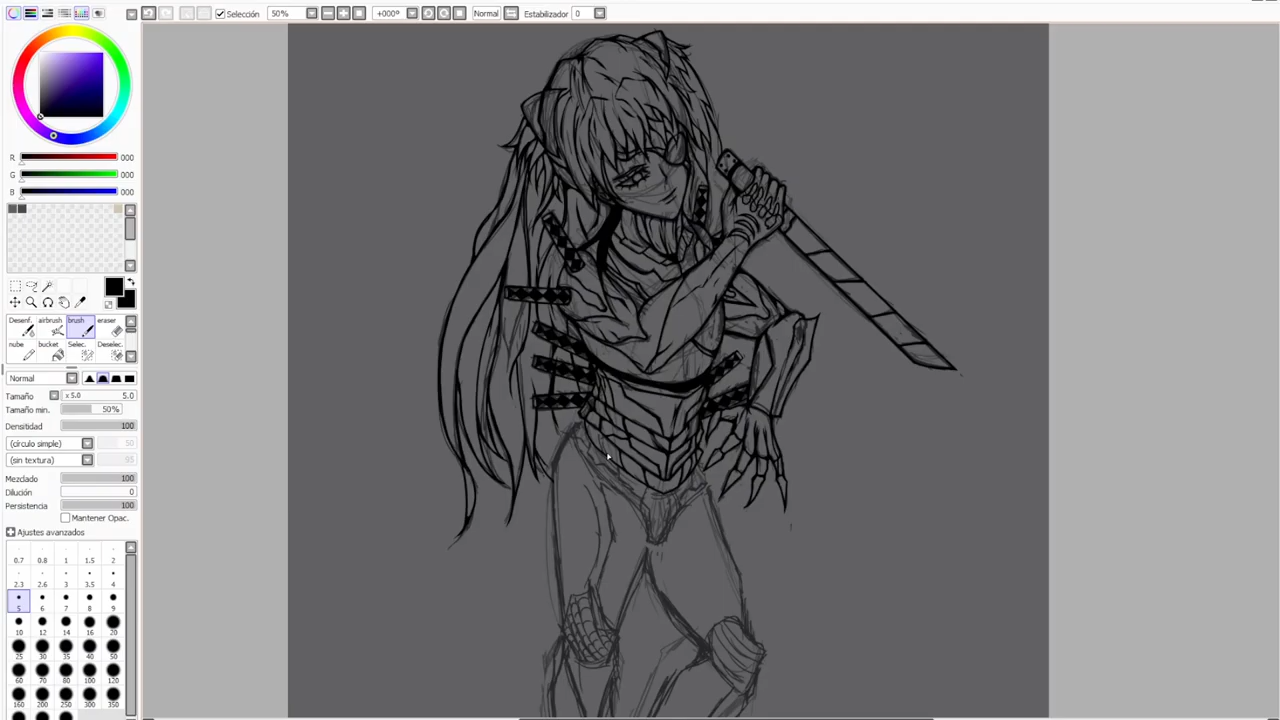 Selección 50% +000º Normal Estabilizador 0
R 000
G 000
B 000
Desenf. airbrush brush eraser
nube bucket Selec. Deselec.
Normal
Tamaño x 5.0 5.0
Tamaño min. 50%
Densitidad 100
(círculo simple) 50
(sin textura) 95
Mezclado 100
Dilución 0
Persistencia 100
Mantener Opac.
Ajustes avanzados
0.7 0.8 1 1.5 2
2.3 2.6 3 3.5 4
5 6 7 8 9
10 12 14 16 20
25 30 35 40 50
60 70 80 100 120
160 200 250 300 350